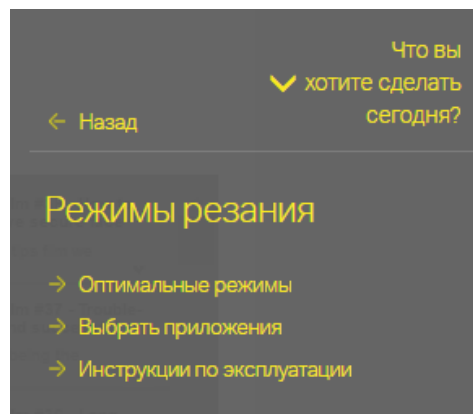 Что вы
хотите сделать
сегодня?
Назад
Режимы резания
Оптимальные режимы
Выбрать приложения
Инструкции по эксплуатации